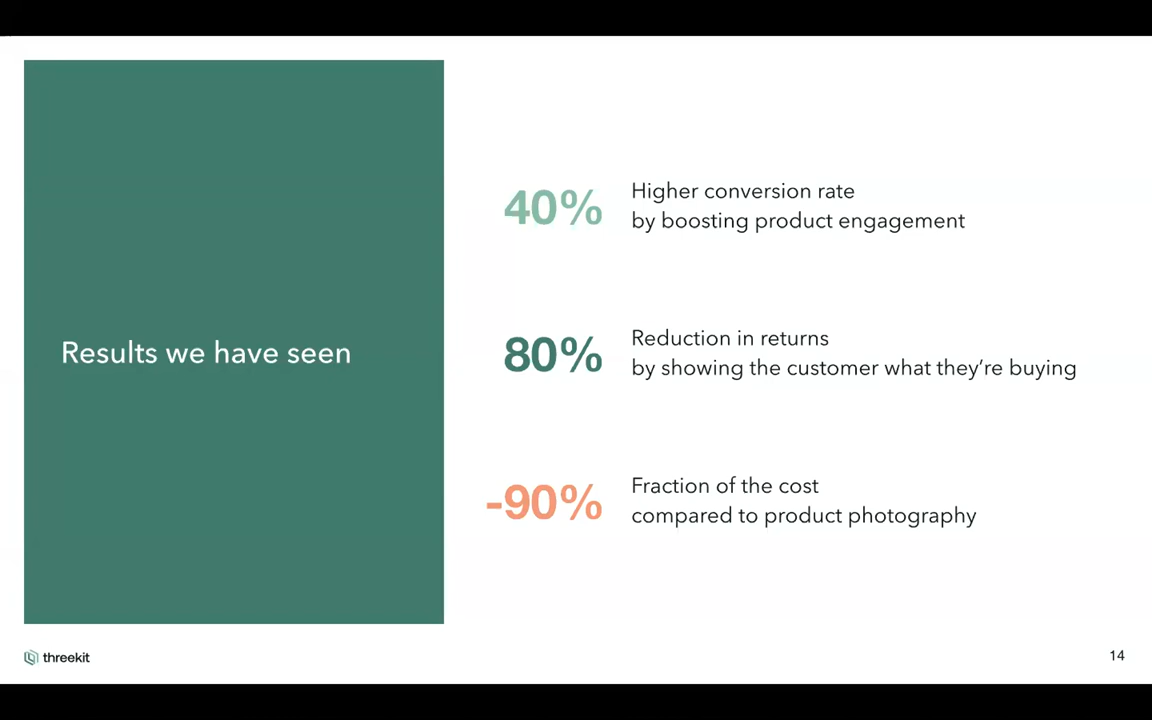 Results we have seen
40%
Higher conversion rate
by boosting product engagement
80%
Reduction in returns
by showing the customer what they’re buying
-90%
Fraction of the cost
compared to product photography
threekit
14